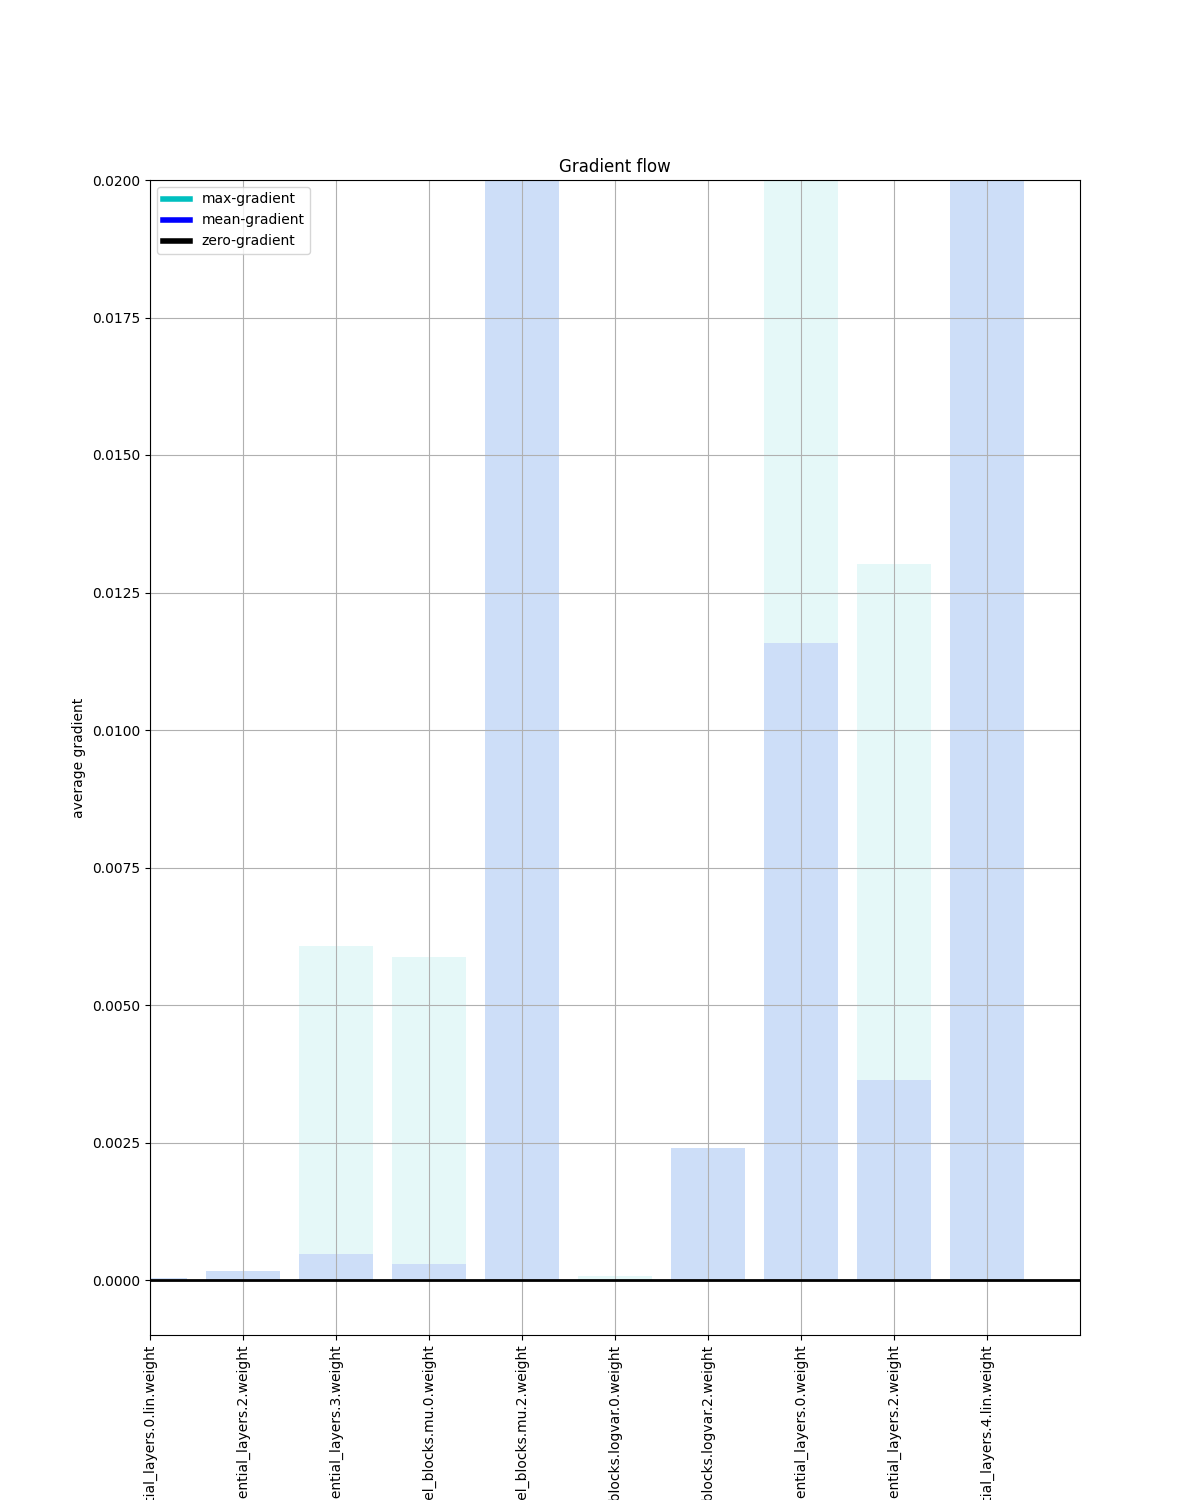 Gradient flow
max-gradient
mean-gradient
zero-gradient
0.0200
0.0175
0.0150
0.0125
0.0100
0.0075
0.0050
0.0025
0.0000
average gradient
tial_layers.0.lin.weight
ential_layers.2.weight
ential_layers.3.weight
el_blocks.mu.0.weight
el_blocks.mu.2.weight
blocks.logvar.0.weight
blocks.logvar.2.weight
ential_layers.0.weight
ential_layers.2.weight
tial_layers.4.lin.weight